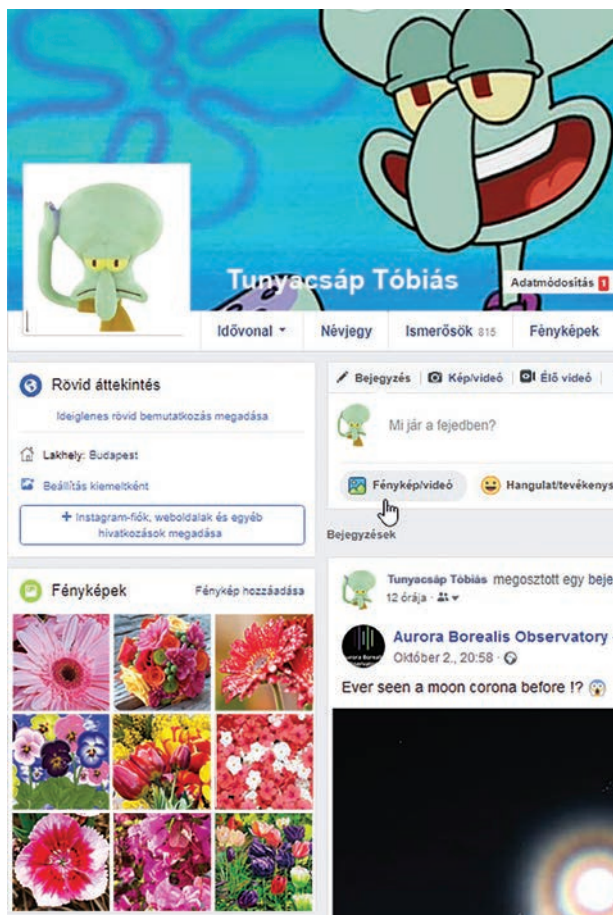 Tunyacsáp Tóbiás
Adatmódosítás 1
Idővonal
Névjegy
Ismerősök 815
Fényképek
Rövid áttekintés
Ideiglenes rövid bemutatkozás megadása
Lakhely: Budapest
Beállítás kiemeltként
+ Instagram-fiók, weboldalak és egyéb
hivatkozások megadása
Fényképek
Fénykép hozzáadása
Bejegyzés
Kép/videó
Élő videó
Mi jár a fejedben?
Fénykép/videó
Hangulat/tevékenys
Bejegyzések
Tunyacsáp Tóbiás megosztott egy beje
12 órája
Aurora Borealis Observatory
Október 2., 20:58
Ever seen a moon corona before !?